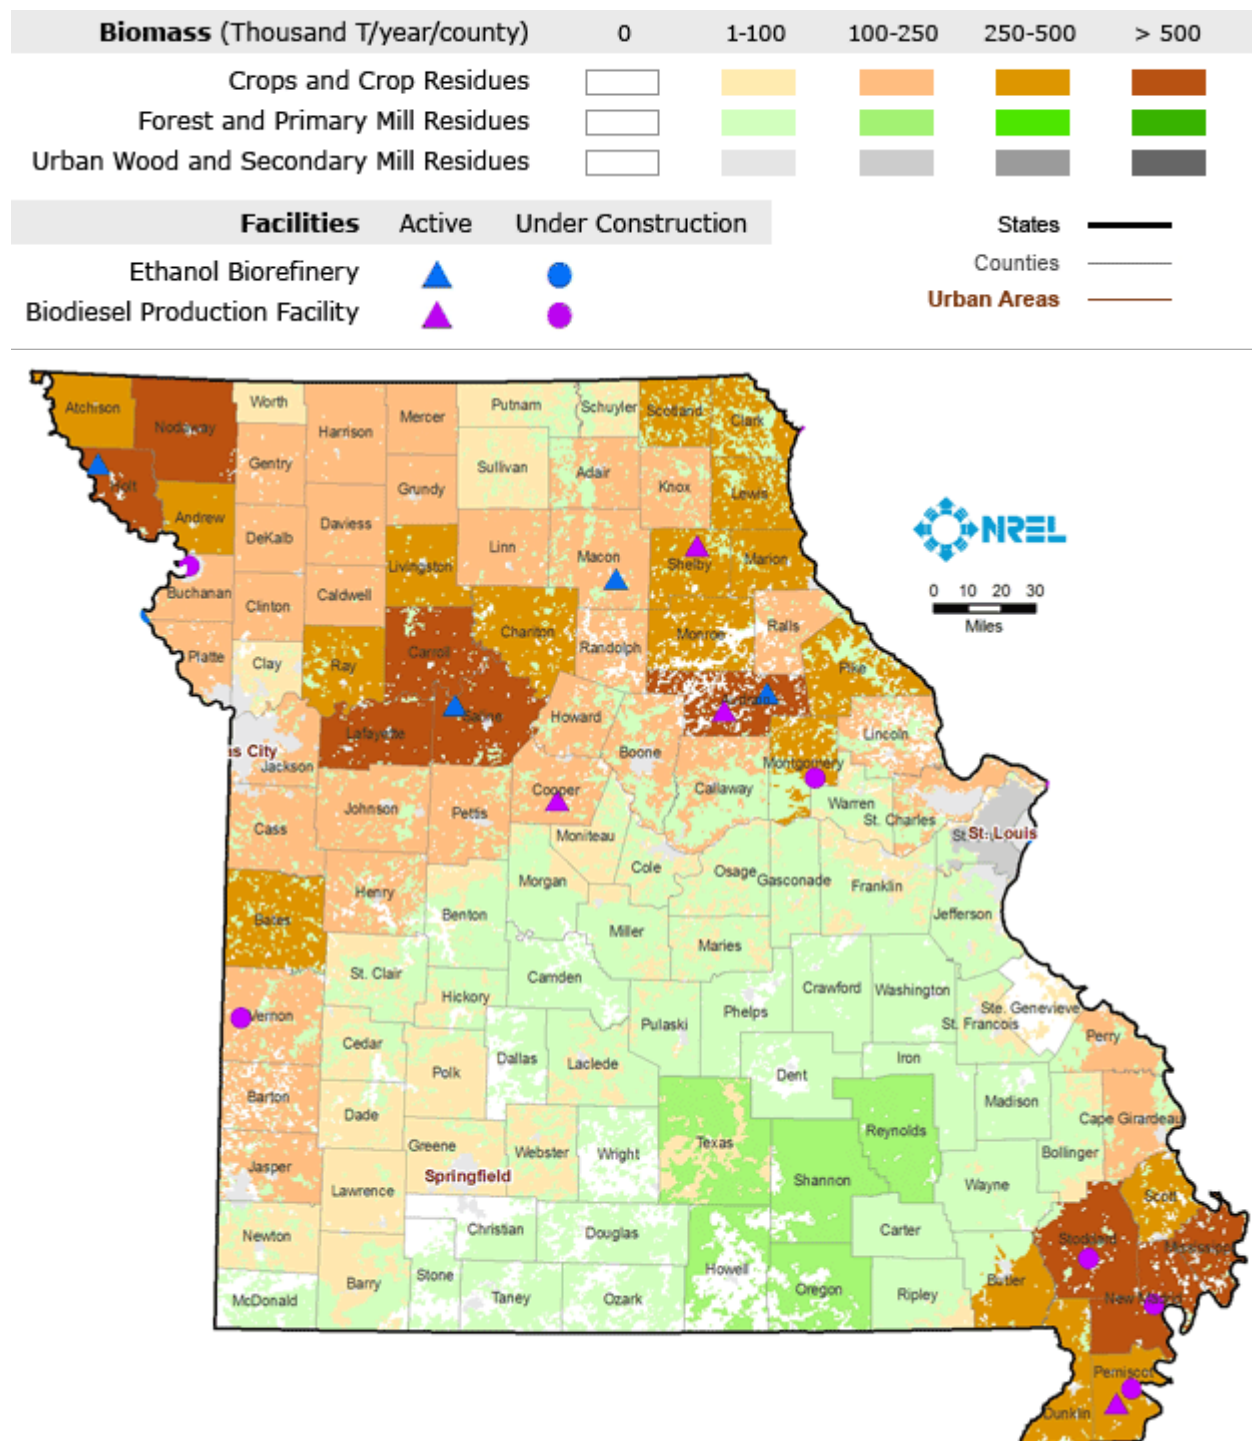 Biomass (Thousand T/year/county) 0 1-100 100-250 250-500 > 500
Crops and Crop Residues
Forest and Primary Mill Residues
Urban Wood and Secondary Mill Residues
Facilities Active Under Construction
Ethanol Biorefinery
Biodiesel Production Facility
States
Counties
Urban Areas
Atchison
Nodaway
Worth
Harrison
Mercer
Putnam
Schuyler
Scotland
Clark
Holt
Gentry
Grundy
Sullivan
Adair
Knox
Lewis
Andrew
DeKalb
Daviess
Livingston
Linn
Macon
Shelby
Marion
NREL
0 10 20 30
Miles
Buchanan
Clinton
Caldwell
Chariton
Randolph
Monroe
Ralls
Platte
Clay
Ray
Carroll
Pike
Lafayette
Saline
Howard
Boone
Audrain
Lincoln
is City
Jackson
Cooper
Callaway
Montgomery
Warren
St. Charles
St. Louis
St
Cass
Johnson
Pettis
Moniteau
Cole
Osage
Gasconade
Franklin
Jefferson
Bates
Henry
Benton
Morgan
Miller
Maries
St. Clair
Hickory
Camden
Pulaski
Phelps
Crawford
Washington
Ste. Genevieve
St. Francois
Perry
Vernon
Cedar
Polk
Dallas
Laclede
Dent
Iron
Madison
Cape Girardeau
Barton
Dade
Greene
Webster
Wright
Texas
Reynolds
Bollinger
Jasper
Springfield
Lawrence
Shannon
Wayne
Scott
Newton
Christian
Douglas
Howell
Carter
Stoddard
Mississippi
McDonald
Barry
Stone
Taney
Ozark
Oregon
Ripley
Butler
New Madrid
Pemiscot
Dunklin